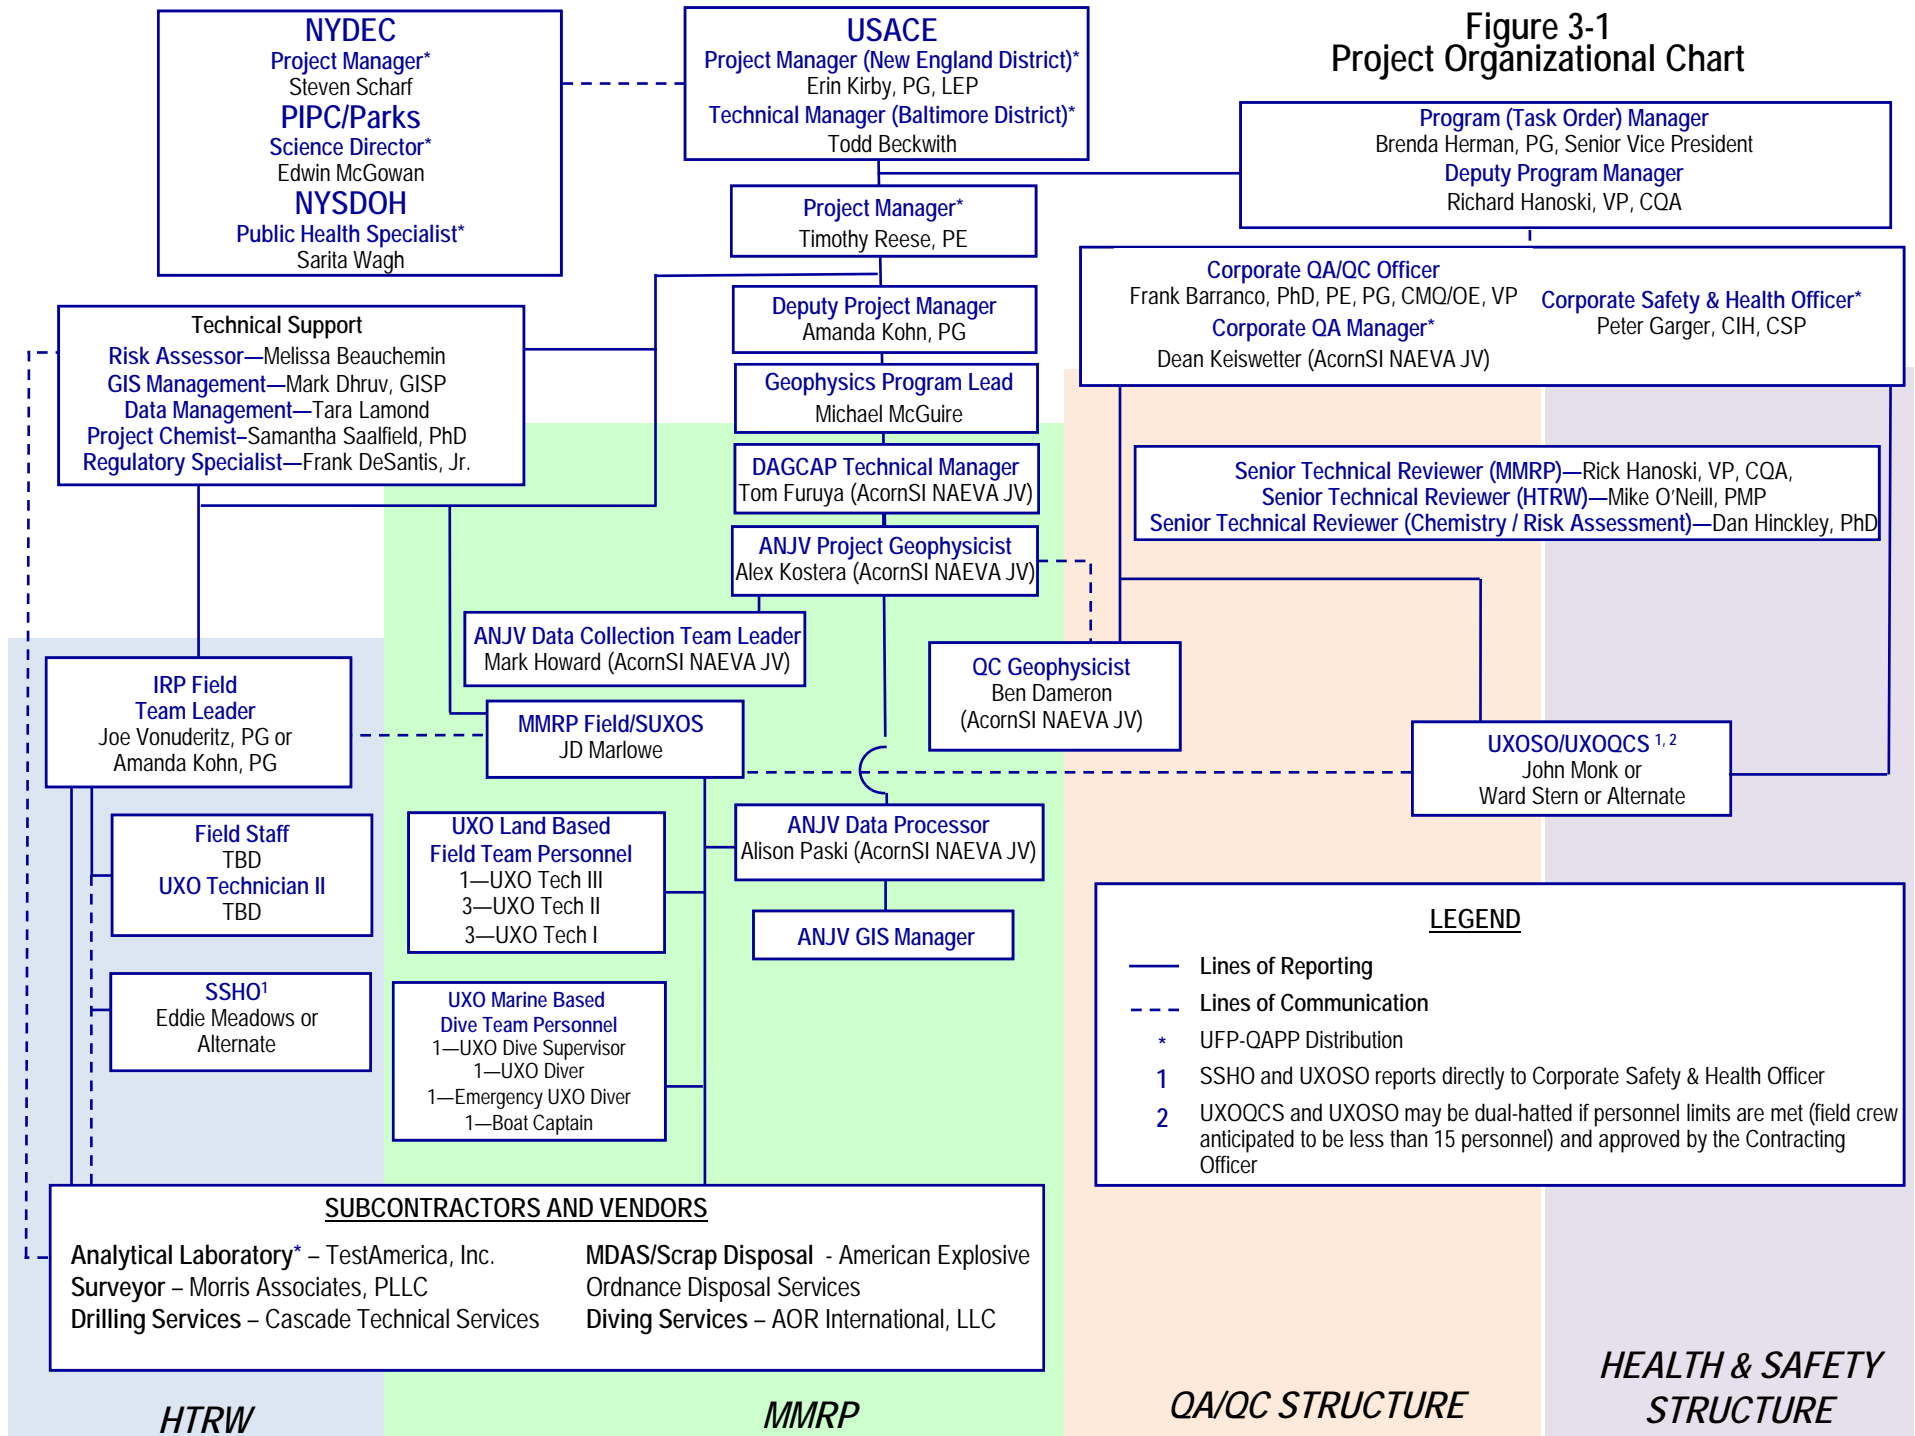 Figure 3-1
Project Organizational Chart
NYDEC
Project Manager*
Steven Scharf
PIPC/Parks
Science Director*
Edwin McGowan
NYSDOH
Public Health Specialist*
Sarita Wagh
USACE
Project Manager (New England District)*
Erin Kirby, PG, LEP
Technical Manager (Baltimore District)*
Todd Beckwith
Program (Task Order) Manager
Brenda Herman, PG, Senior Vice President
Deputy Program Manager
Richard Hanoski, VP, CQA
Project Manager*
Timothy Reese, PE
Corporate QA/QC Officer
Frank Barranco, PhD, PE, PG, CMQ/OE, VP
Corporate QA Manager*
Dean Keiswetter (AcornSI NAEVA JV)
Corporate Safety & Health Officer*
Peter Garger, CIH, CSP
Deputy Project Manager
Amanda Kohn, PG
Technical Support
Risk Assessor—Melissa Beauchemin
GIS Management—Mark Dhruv, GISP
Data Management—Tara Lamond
Project Chemist–Samantha Saalfield, PhD
Regulatory Specialist—Frank DeSantis, Jr.
Geophysics Program Lead
Michael McGuire
DAGCAP Technical Manager
Tom Furuya (AcornSI NAEVA JV)
Senior Technical Reviewer (MMRP)—Rick Hanoski, VP, CQA,
Senior Technical Reviewer (HTRW)—Mike O'Neill, PMP
Senior Technical Reviewer (Chemistry / Risk Assessment)—Dan Hinckley, PhD
ANJV Project Geophysicist
Alex Kostera (AcornSI NAEVA JV)
ANJV Data Collection Team Leader
Mark Howard (AcornSI NAEVA JV)
QC Geophysicist
Ben Dameron
(AcornSI NAEVA JV)
IRP Field
Team Leader
Joe Vonuderitz, PG or
Amanda Kohn, PG
MMRP Field/SUXOS
JD Marlowe
UXOSO/UXOQCS 1, 2
John Monk or
Ward Stern or Alternate
Field Staff
TBD
UXO Technician II
TBD
UXO Land Based
Field Team Personnel
1—UXO Tech III
3—UXO Tech II
3—UXO Tech I
ANJV Data Processor
Alison Paski (AcornSI NAEVA JV)
ANJV GIS Manager
SSHO1
Eddie Meadows or
Alternate
UXO Marine Based
Dive Team Personnel
1—UXO Dive Supervisor
1—UXO Diver
1—Emergency UXO Diver
1—Boat Captain
LEGEND
Lines of Reporting
Lines of Communication
* UFP-QAPP Distribution
1 SSHO and UXOSO reports directly to Corporate Safety & Health Officer
2 UXOQCS and UXOSO may be dual-hatted if personnel limits are met (field crew
anticipated to be less than 15 personnel) and approved by the Contracting
Officer
SUBCONTRACTORS AND VENDORS
Analytical Laboratory* – TestAmerica, Inc.
Surveyor – Morris Associates, PLLC
Drilling Services – Cascade Technical Services
MDAS/Scrap Disposal - American Explosive
Ordnance Disposal Services
Diving Services – AOR International, LLC
HTRW
MMRP
QA/QC STRUCTURE
HEALTH & SAFETY
STRUCTURE